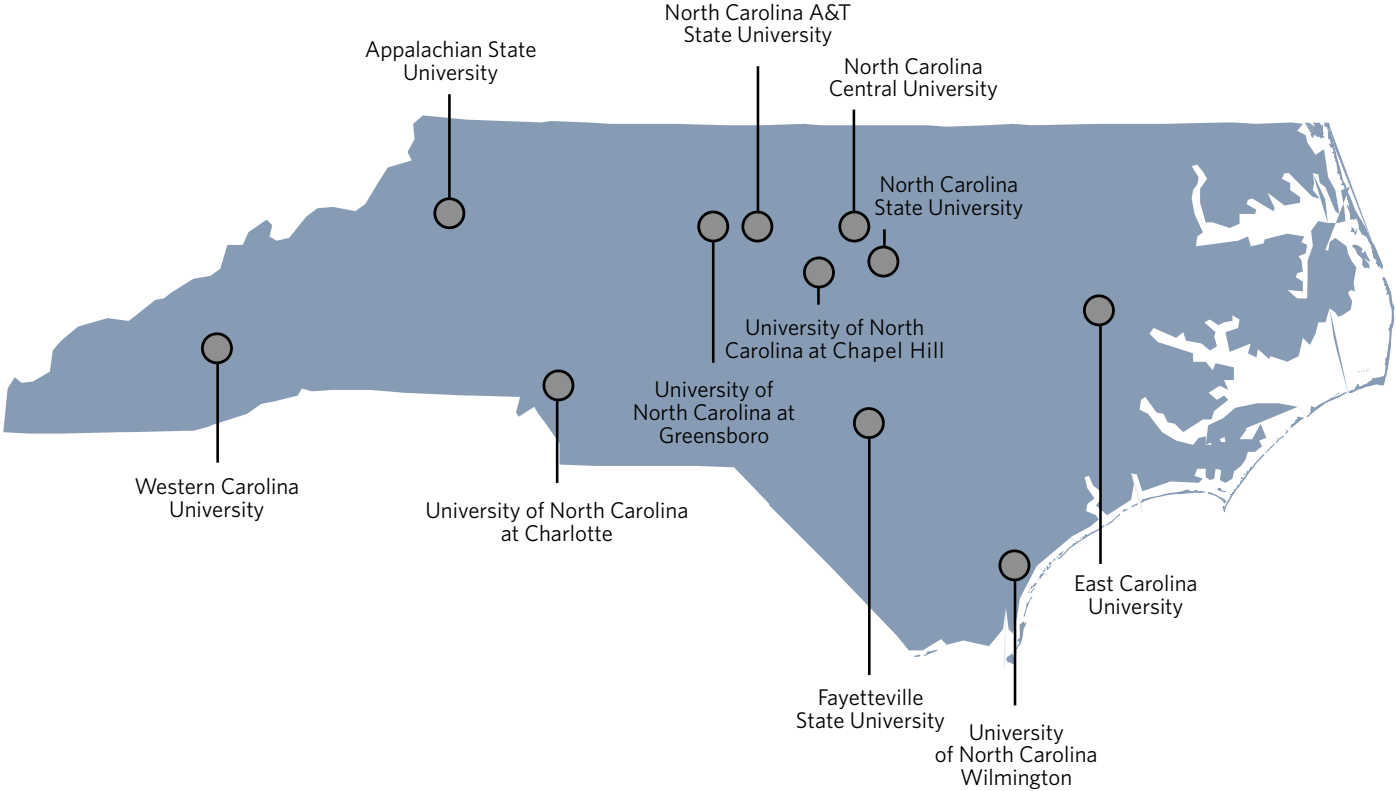 North Carolina A&T
State University
Appalachian State
University
North Carolina
Central University
North Carolina
State University
University of North
Carolina at Chapel Hill
University of
North Carolina at
Greensboro
Western Carolina
University
University of North Carolina
at Charlotte
East Carolina
University
Fayetteville
State University
University
of North Carolina
Wilmington